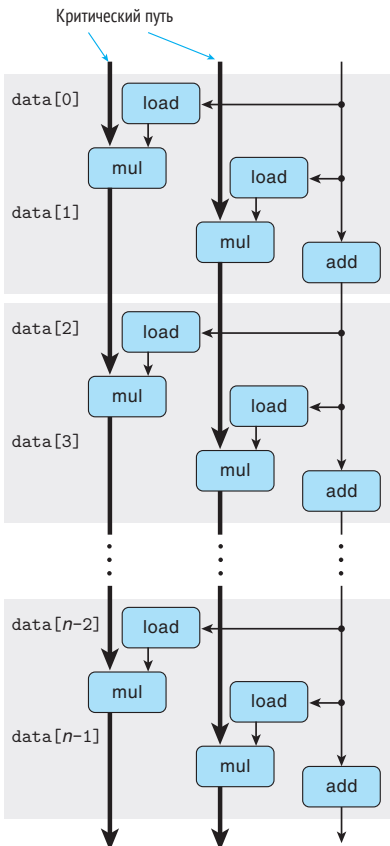 Критический путь
data[0]
load
mul
load
data[1]
mul
add
data[2]
load
mul
load
data[3]
mul
add
data[n-2]
load
mul
load
data[n-1]
mul
add